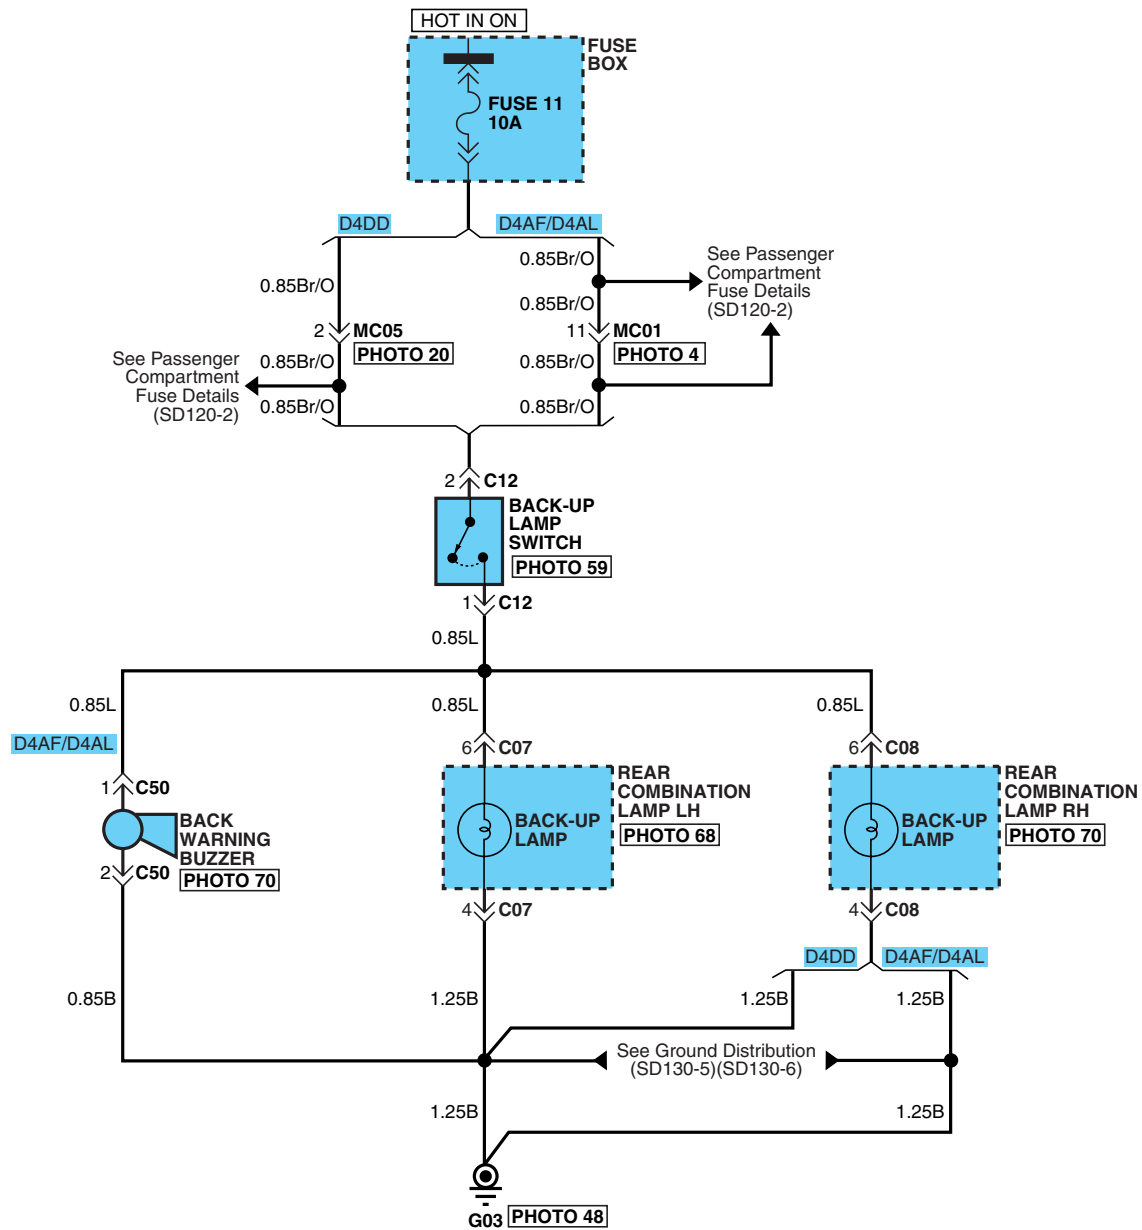 HOT IN ON
FUSE
BOX
FUSE 11
10A
D4DD
D4AF/D4AL
0.85Br/O
0.85Br/O
0.85Br/O
See Passenger
Compartment
Fuse Details
(SD120-2)
2
MC05
PHOTO 20
11
MC01
PHOTO 4
See Passenger
Compartment
Fuse Details
(SD120-2)
0.85Br/O
0.85Br/O
0.85Br/O
0.85Br/O
2
C12
BACK-UP
LAMP
SWITCH
PHOTO 59
1
C12
0.85L
0.85L
0.85L
0.85L
D4AF/D4AL
1
C50
BACK
WARNING
BUZZER
PHOTO 70
2
C50
6
C07
REAR
COMBINATION
LAMP LH
PHOTO 68
BACK-UP
LAMP
4
C07
6
C08
REAR
COMBINATION
LAMP RH
PHOTO 70
BACK-UP
LAMP
4
C08
D4DD
D4AF/D4AL
0.85B
1.25B
1.25B
1.25B
See Ground Distribution
(SD130-5)(SD130-6)
1.25B
1.25B
G03
PHOTO 48